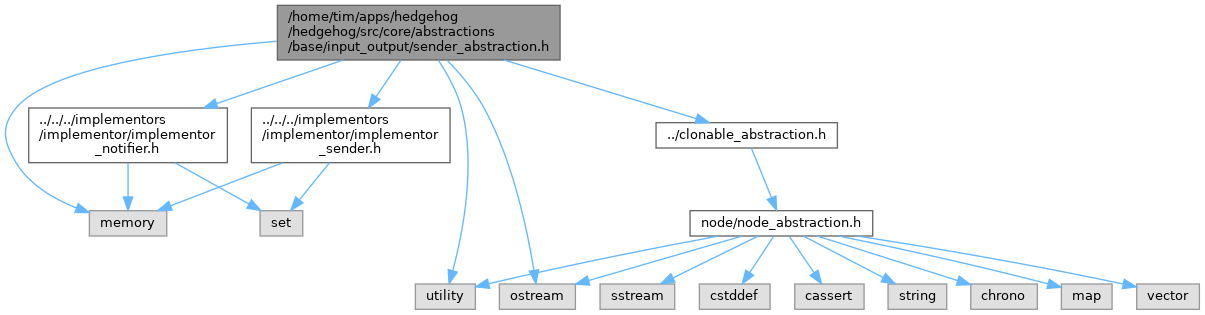 /home/tim/apps/hedgehog
/hedgehog/src/core/abstractions
/base/input_output/sender_abstraction.h
../../../implementors
/implementor/implementor
_notifier.h
../../../implementors
/implementor/implementor
_sender.h
../clonable_abstraction.h
memory
set
node/node_abstraction.h
utility
ostream
sstream
cstddef
cassert
string
chrono
map
vector